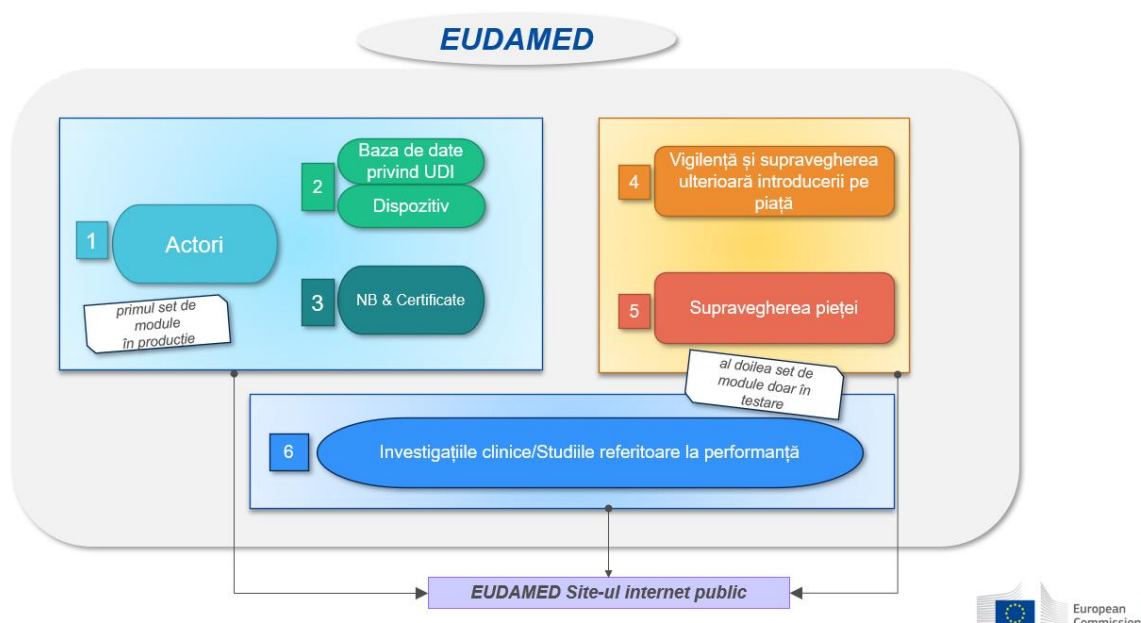 EUDAMED
1
Actori
primul set de
module
în producție
2
Baza de date
privind UDI
Dispozitiv
3
NB & Certificate
4
Vigilență și supravegherea
ulterioară introducerii pe
piață
5
Supravegherea pieței
al doilea set de
module doar în
testare
6
Investigațiile clinice/Studiile referitoare la performanță
EUDAMED Site-ul internet public
European
Commission